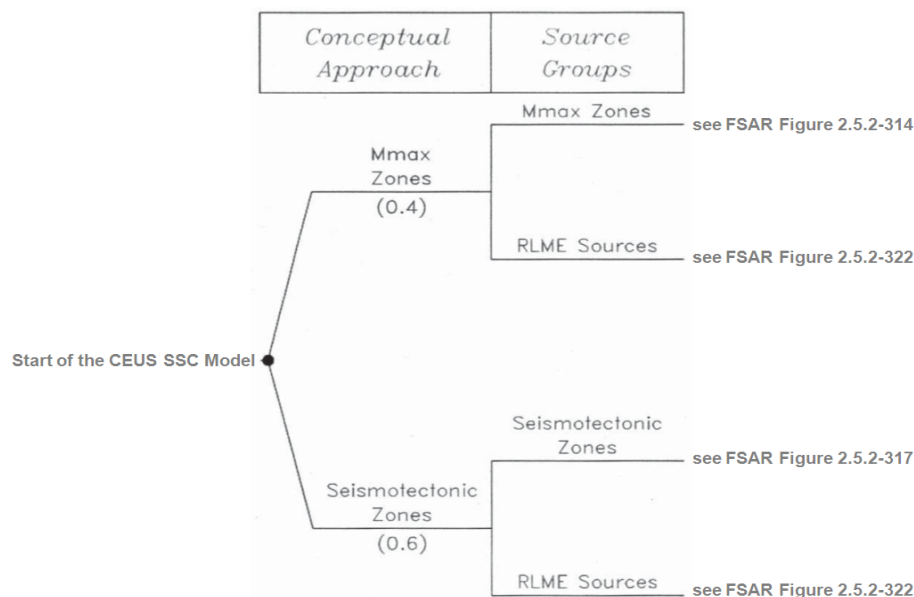 Conceptual
Approach
Source
Groups
Mmax Zones
see FSAR Figure 2.5.2-314
Mmax
Zones
(0.4)
RLME Sources
see FSAR Figure 2.5.2-322
Start of the CEUS SSC Model
Seismotectonic
Zones
see FSAR Figure 2.5.2-317
Seismotectonic
Zones
(0.6)
RLME Sources
see FSAR Figure 2.5.2-322